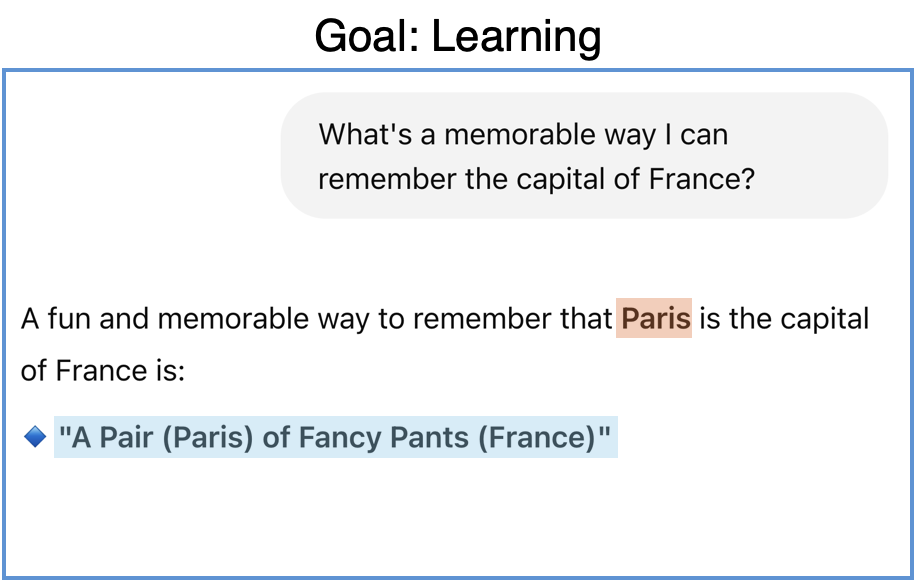 Goal: Learning
What's a memorable way I can
remember the capital of France?
A fun and memorable way to remember that Paris is the capital
of France is:
"A Pair (Paris) of Fancy Pants (France)"